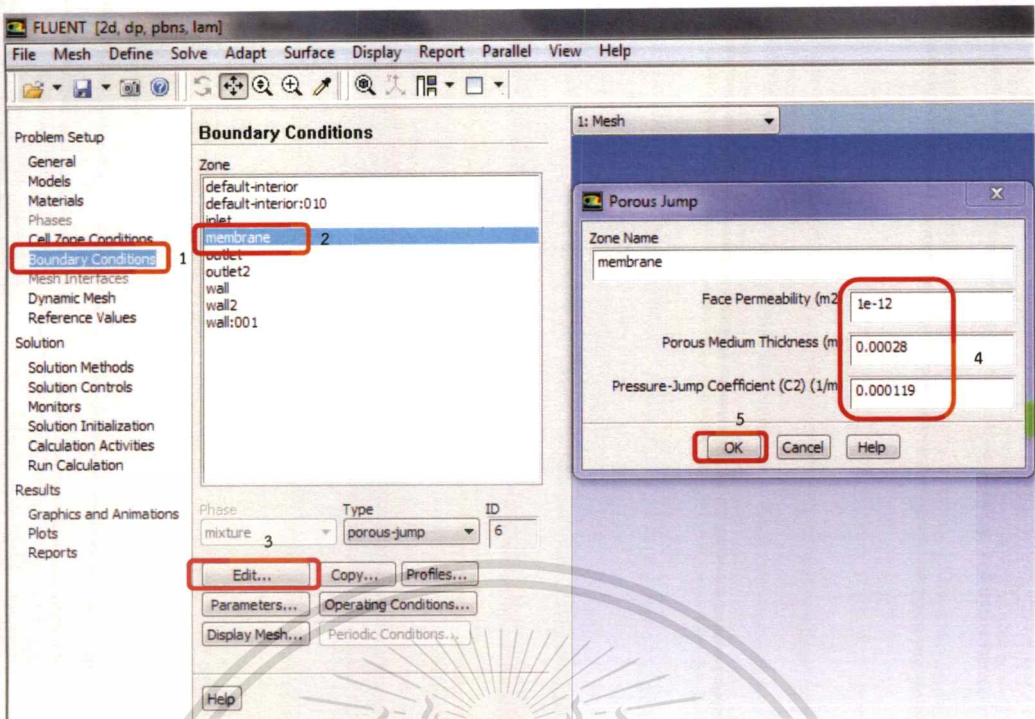 FLUENT [2d, dp, pbns, lam]
File Mesh Define Solve Adapt Surface Display Report Parallel View Help
Problem Setup
General
Models
Materials
Phases
Cell Zone Conditions
Boundary Conditions 1
Mesh Interfaces
Dynamic Mesh
Reference Values
Solution
Solution Methods
Solution Controls
Monitors
Solution Initialization
Calculation Activities
Run Calculation
Results
Graphics and Animations
Plots
Reports
Boundary Conditions
Zone
default-interior
default-interior:010
inlet
membrane 2
outlet
outlet2
wall
wall2
wall:001
Phase Type ID
mixture porous-jump 6
3
Edit... Copy... Profiles...
Parameters... Operating Conditions...
Display Mesh... Periodic Conditions...
Help
1: Mesh
Porous Jump X
Zone Name
membrane
Face Permeability (m2 1e-12
Porous Medium Thickness (m 0.00028
4
Pressure-Jump Coefficient (C2) (1/m 0.000119
5
OK Cancel Help